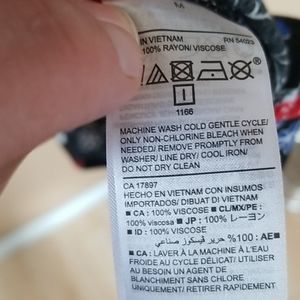 M
IN VIETNAM RN 54023
100% RAYON/ VISCOSE
1166
MACHINE WASH COLD GENTLE CYCLE/
ONLY NON-CHLORINE BLEACH WHEN
NEEDED/ REMOVE PROMPTLY FROM
WASHER/ LINE DRY/ COOL IRON/
DO NOT DRY CLEAN
CA 17897
HECHO EN VIETNAM CON INSUMOS
IMPORTADOS/ DIBUAT DI VIETNAM
■ CA : 100% VISCOSE ■ CL/MX/PE :
100% viscosa ■ JP : 100% レーヨン
■ ID : 100% VISCOSE
■ AE: 100% حرير فيسكوز صناعي
■ CA : LAVER À LA MACHINE À L'EAU
FROIDE AU CYCLE DÉLICAT/ UTILISER
AU BESOIN UN AGENT DE
BLANCHIMENT SANS CHLORE
UNIQUEMENT/ RETIRER RAPIDEMENT